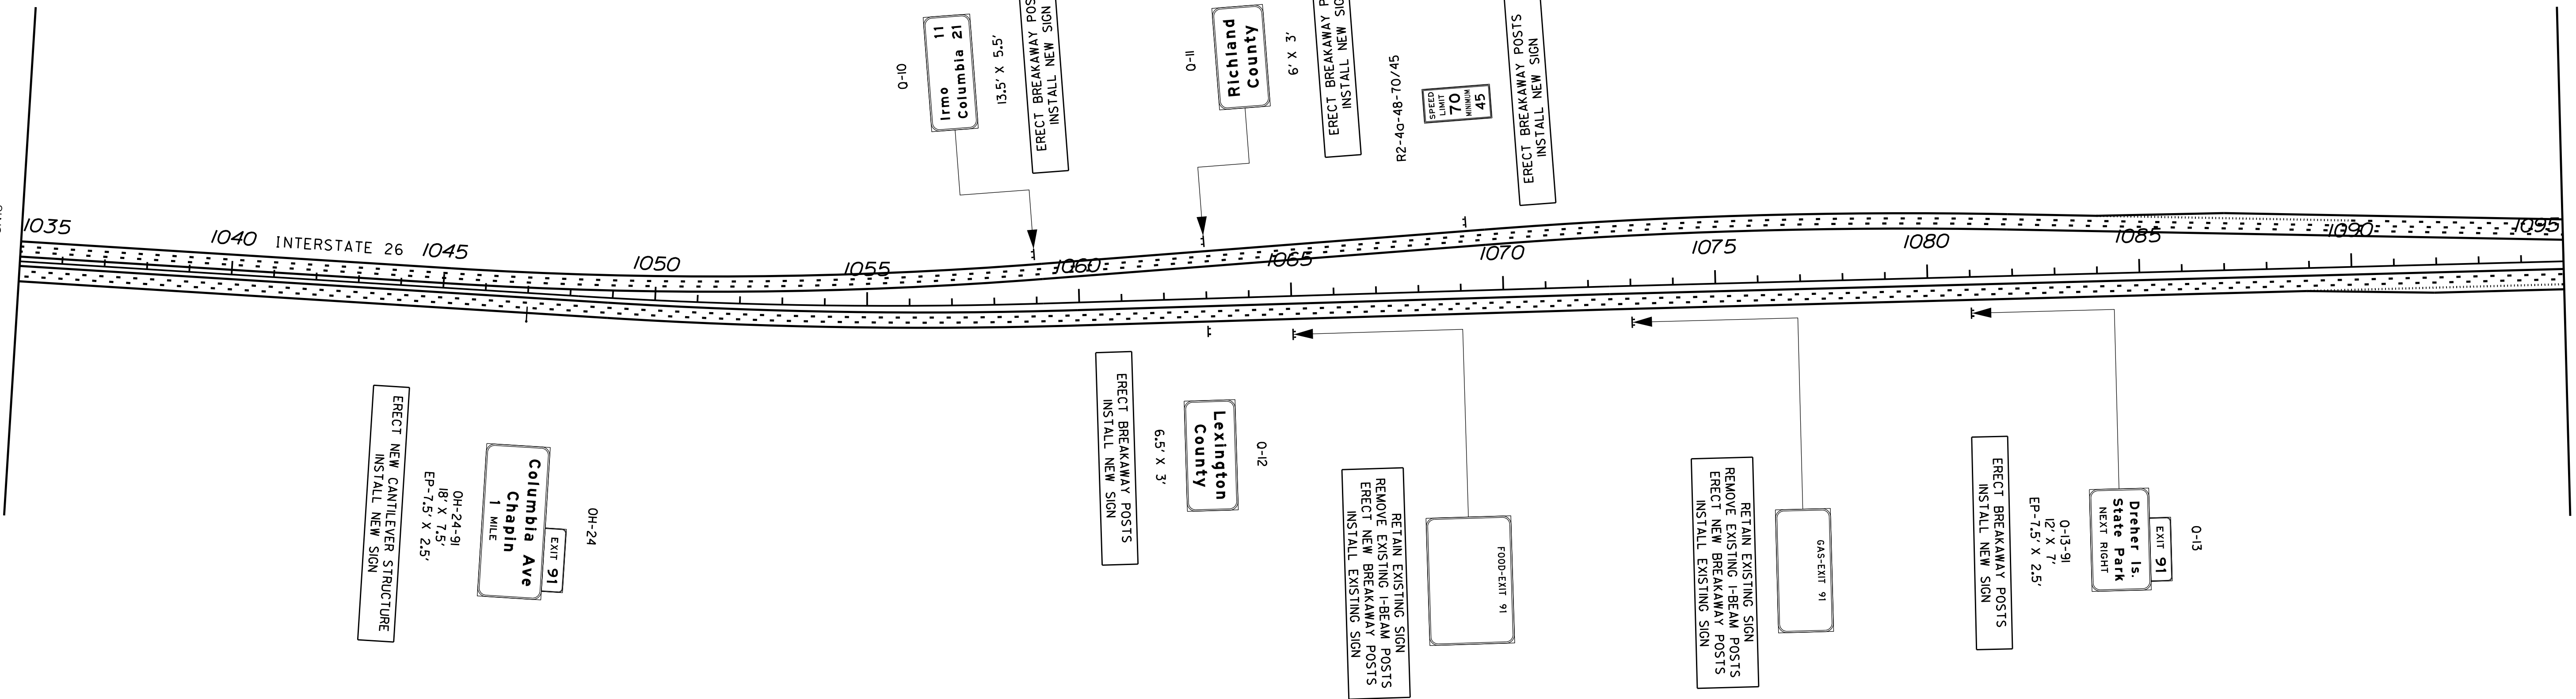 O-10
Irmo 11
Columbia 21
13.5' X 5.5'
ERECT BREAKAWAY POS
INSTALL NEW SIGN
O-11
Richland
County
6' X 3'
ERECT BREAKAWAY P
INSTALL NEW SIG
R2-4a-48-70/45
SPEED
LIMIT
70
MINIMUM
45
ERECT BREAKAWAY POSTS
INSTALL NEW SIGN
1035
1040
INTERSTATE 26
1045
1050
1055
1060
1065
1070
1075
1080
1085
1090
1095
ERECT NEW CANTILEVER STRUCTURE
INSTALL NEW SIGN
OH-24-91
18' X 7.5'
EP-7.5' X 2.5'
EXIT 91
Columbia Ave
Chapin
1 MILE
OH-24
ERECT BREAKAWAY POSTS
INSTALL NEW SIGN
6.5' X 3'
Lexington
County
O-12
RETAIN EXISTING SIGN
REMOVE EXISTING I-BEAM POSTS
ERECT NEW BREAKAWAY POSTS
INSTALL EXISTING SIGN
FOOD-EXIT 91
RETAIN EXISTING SIGN
REMOVE EXISTING I-BEAM POSTS
ERECT NEW BREAKAWAY POSTS
INSTALL EXISTING SIGN
GAS-EXIT 91
ERECT BREAKAWAY POSTS
INSTALL NEW SIGN
O-13-91
12' X 7'
EP-7.5' X 2.5'
EXIT 91
Dreher Is.
State Park
NEXT RIGHT
O-13